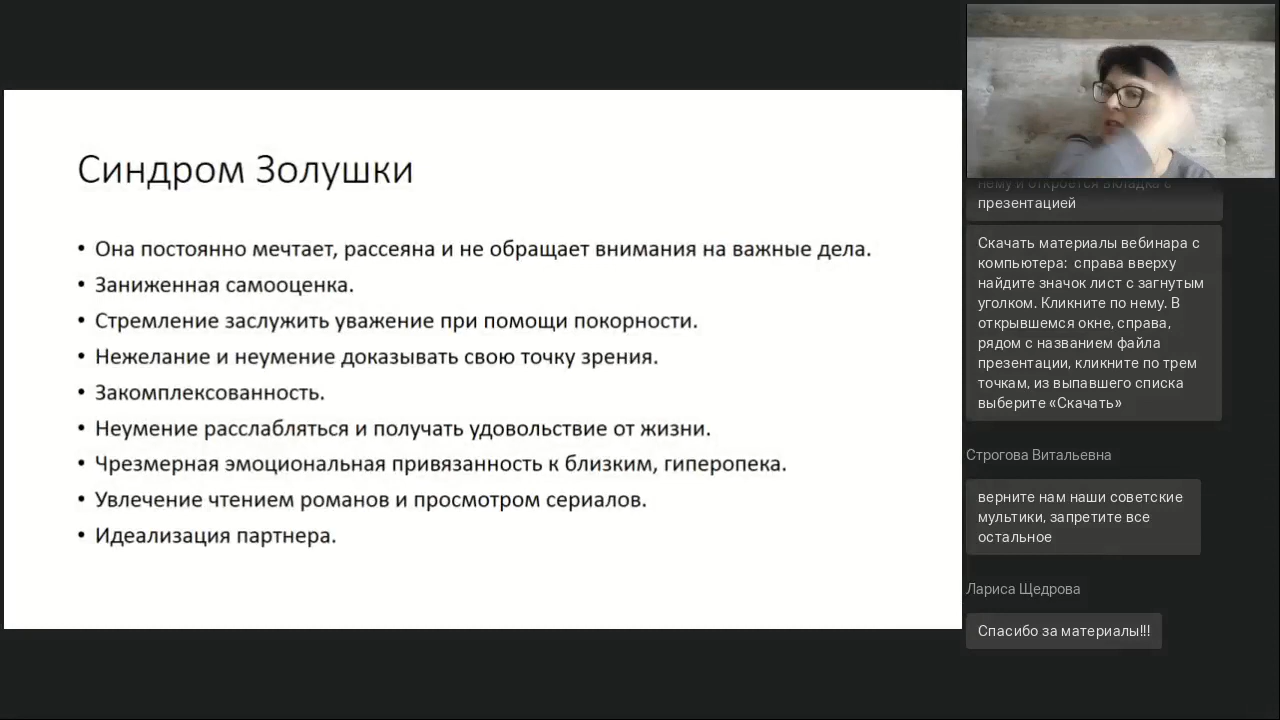 Синдром Золушки
• Она постоянно мечтает, рассеяна и не обращает внимания на важные дела.
• Заниженная самооценка.
• Стремление заслужить уважение при помощи покорности.
• Нежелание и неумение доказывать свою точку зрения.
• Закомплексованность.
• Неумение расслабляться и получать удовольствие от жизни.
• Чрезмерная эмоциональная привязанность к близким, гиперопека.
• Увлечение чтением романов и просмотром сериалов.
• Идеализация партнера.
нему и откроется вкладка с
презентацией
Скачать материалы вебинара с
компьютера: справа вверху
найдите значок лист с загнутым
уголком. Кликните по нему. В
открывшемся окне, справа,
рядом с названием файла
презентации, кликните по трем
точкам, из выпавшего списка
выберите «Скачать»
Строгова Витальевна
верните нам наши советские
мультики, запретите все
остальное
Лариса Щедрова
Спасибо за материалы!!!